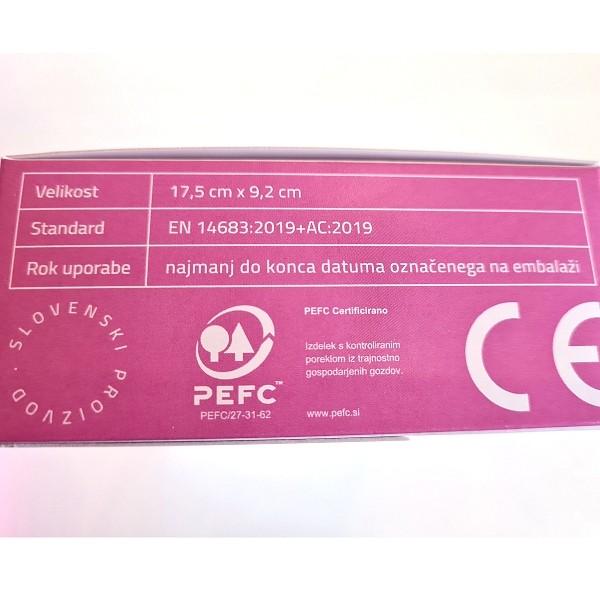 Velikost 17,5 cm x 9,2 cm
Standard EN 14683:2019+AC:2019
Rok uporabe najmanj do konca datuma označenega na embalaži
· SLOVENSKI PROIZVOD
PEFC™
PEFC/27-31-62
PEFC Certificirano
Izdelek s kontroliranim
poreklom iz trajnostno
gospodarjenih gozdov.
www.pefc.si
CE